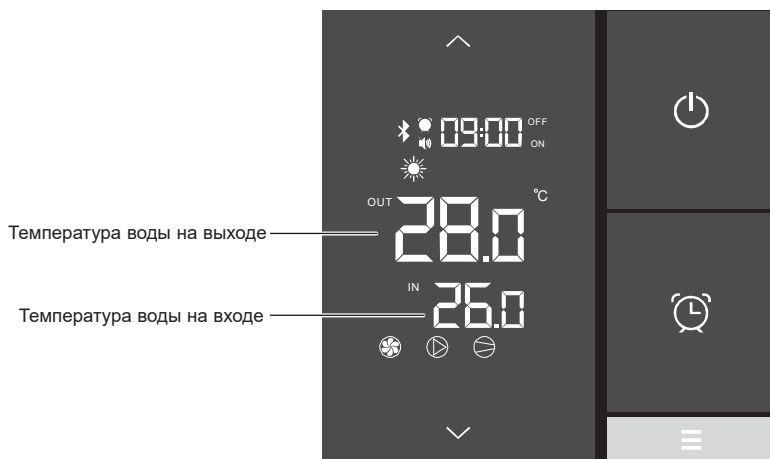 09:00 OFF
ON
OUT 28.0 °C
Температура воды на выходе
IN 26.0
Температура воды на входе